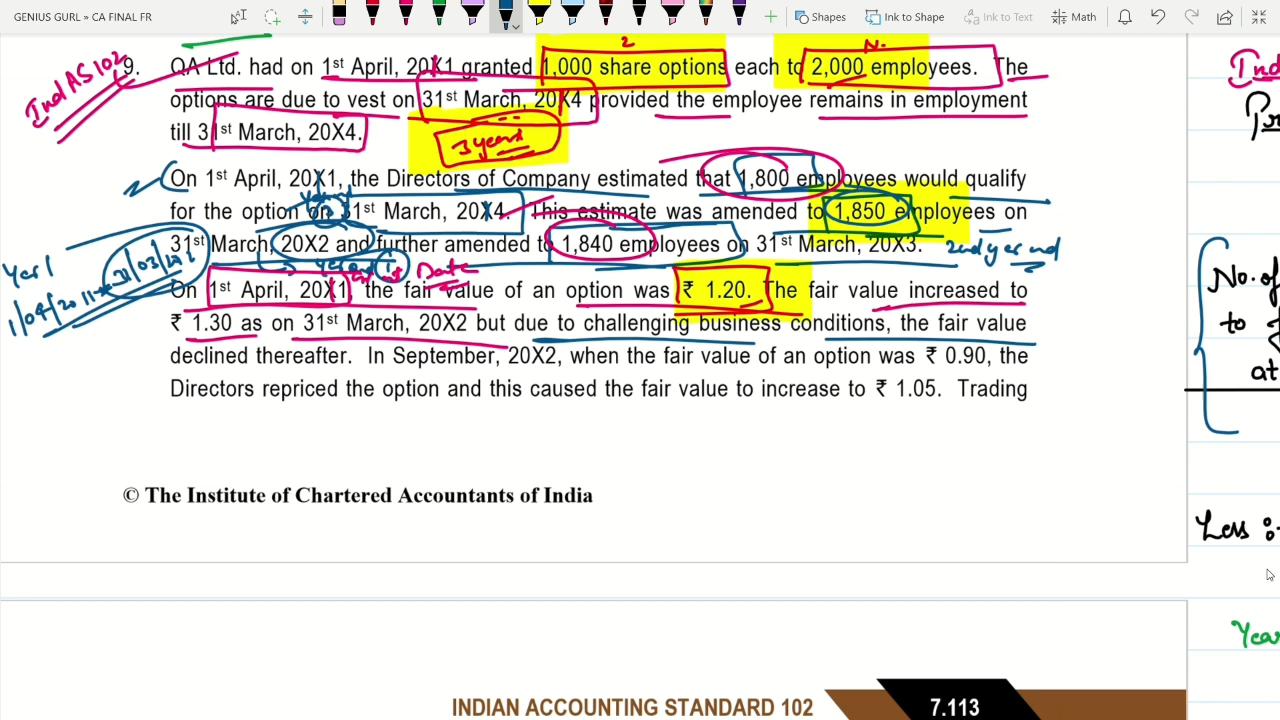 GENIUS GURL » CA FINAL FR
Shapes Ink to Shape Ink to Text Math
IndAS102
9. QA Ltd. had on 1st April, 20X1 granted 1,000 share options each to 2,000 employees. The
options are due to vest on 31st March, 20X4 provided the employee remains in employment
till 31st March, 20X4.
3 years
On 1st April, 20X1, the Directors of Company estimated that 1,800 employees would qualify
for the option on 31st March, 20X4. This estimate was amended to 1,850 employees on
31st March, 20X2 and further amended to 1,840 employees on 31st March, 20X3.
2nd year end
Date
On 1st April, 20X1, the fair value of an option was ₹ 1.20. The fair value increased to
₹ 1.30 as on 31st March, 20X2 but due to challenging business conditions, the fair value
declined thereafter. In September, 20X2, when the fair value of an option was ₹ 0.90, the
Directors repriced the option and this caused the fair value to increase to ₹ 1.05. Trading
© The Institute of Chartered Accountants of India
INDIAN ACCOUNTING STANDARD 102 7.113
No. of
to
at
Less :-
Year